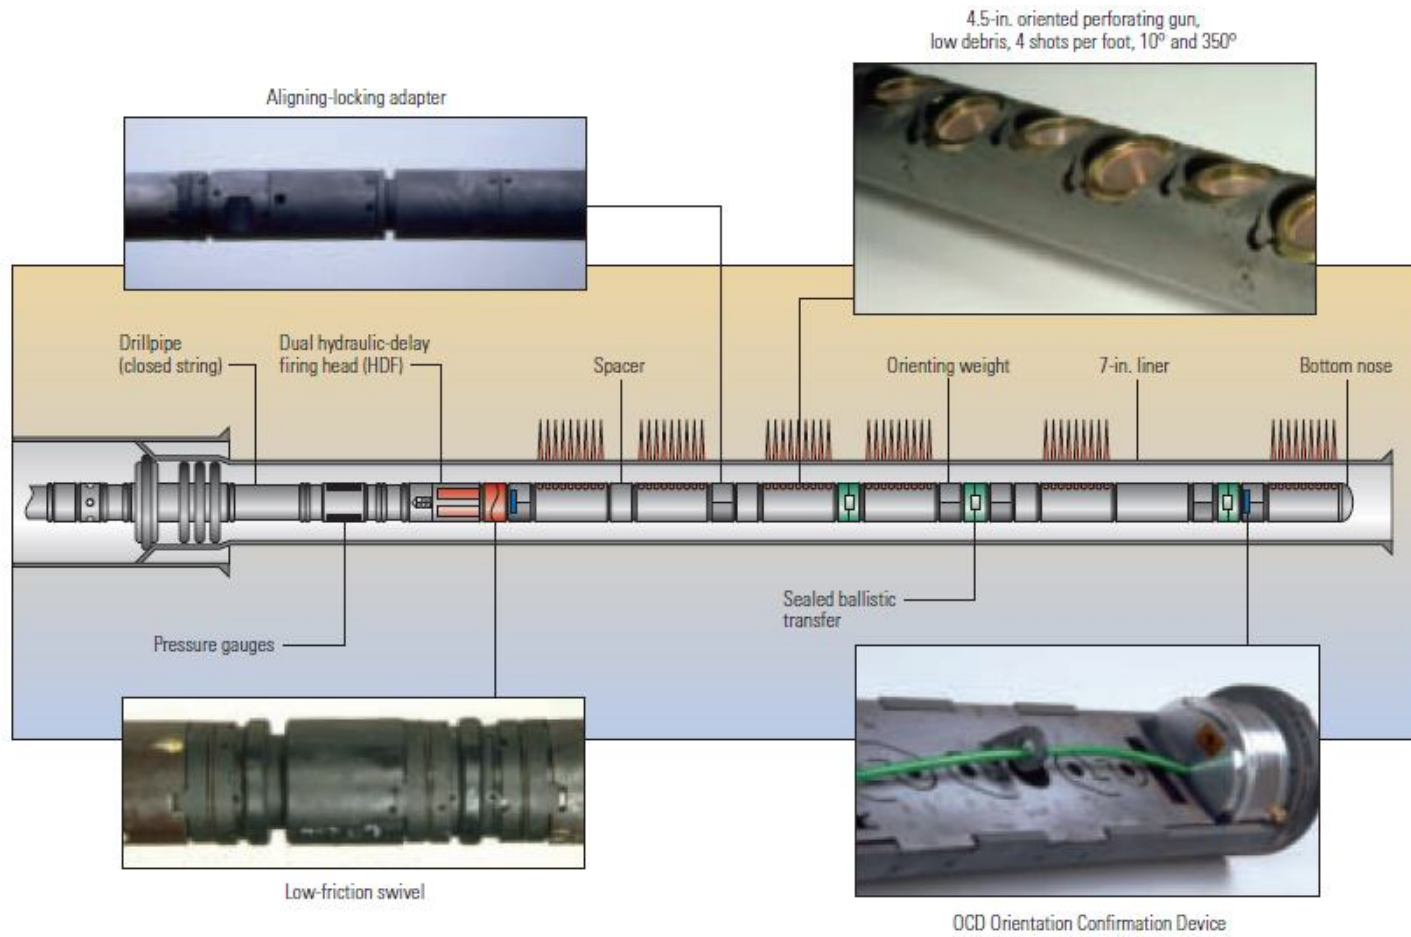 4.5-in. oriented perforating gun,
low debris, 4 shots per foot, 10º and 350º
Aligning-locking adapter
Drillpipe
(closed string)
Dual hydraulic-delay
firing head (HDF)
Spacer
Orienting weight
7-in. liner
Bottom nose
Sealed ballistic
transfer
Pressure gauges
Low-friction swivel
OCD Orientation Confirmation Device